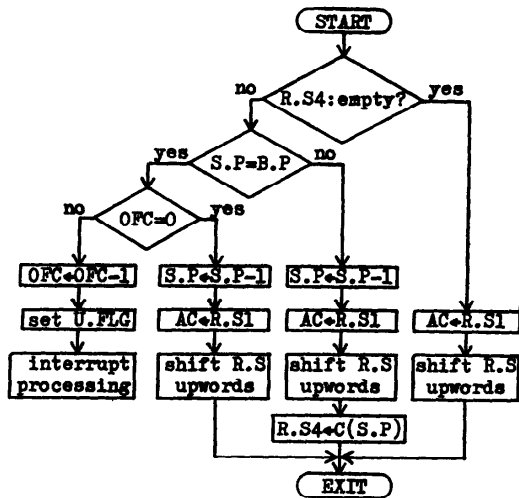 START
R.S4:empty?
no
yes
S.P=B.P
yes
no
OFC=0
no
yes
OFC←OFC-1
S.P←S.P-1
S.P←S.P-1
set U.FLG
AC←R.S1
AC←R.S1
AC←R.S1
interrupt
processing
shift R.S
upwords
shift R.S
upwords
shift R.S
upwords
R.S4←C(S.P)
EXIT